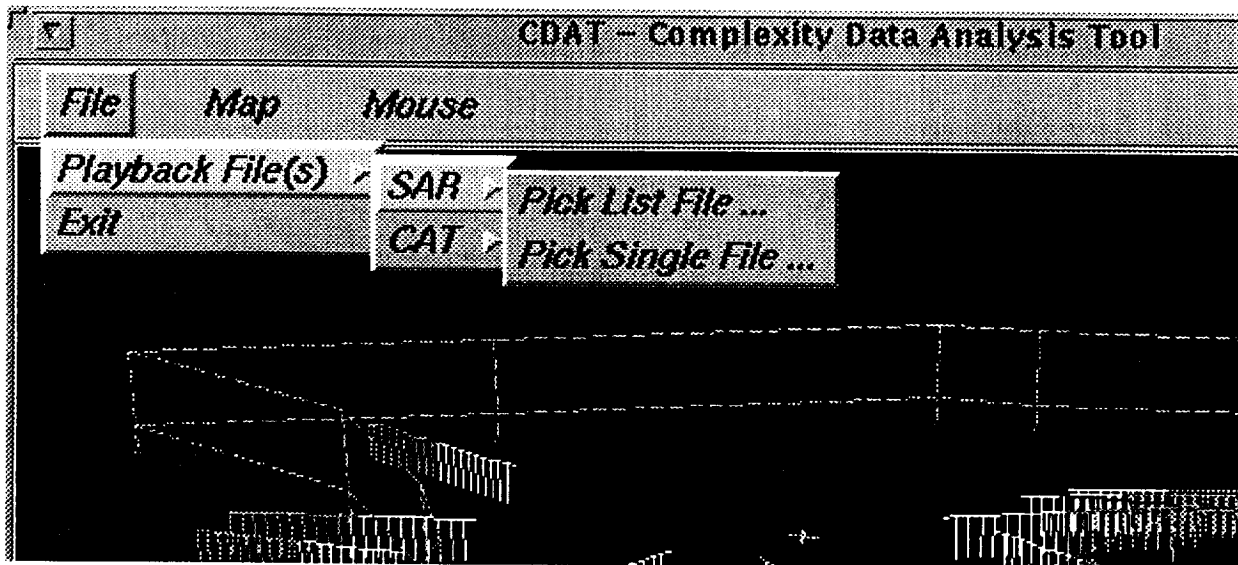 CDAT – Complexity Data Analysis Tool
File Map Mouse
Playback File(s)
Exit
SAR
CAT
Pick List File ...
Pick Single File ...